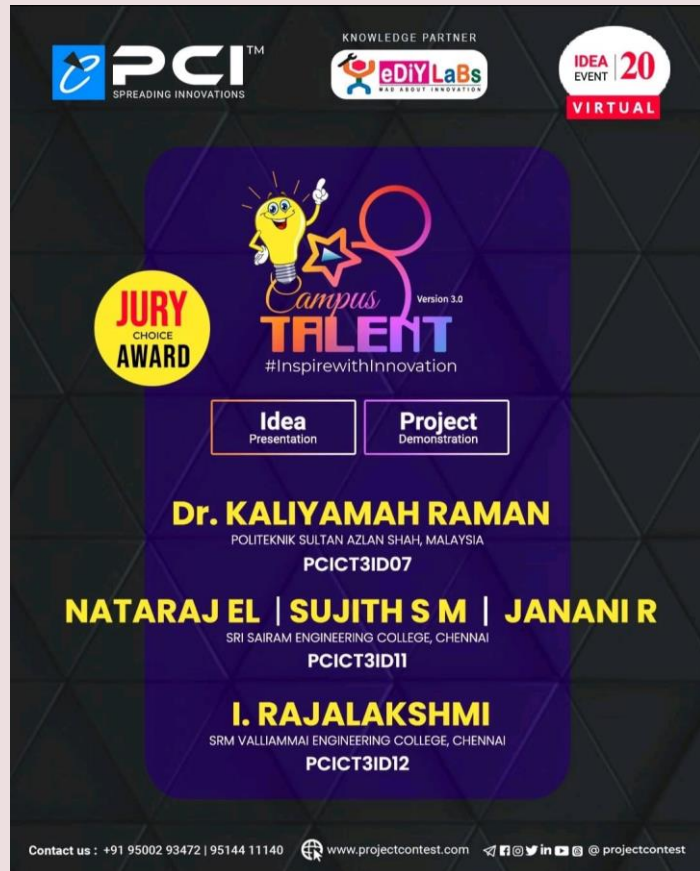 PCI™
SPREADING INNOVATIONS
KNOWLEDGE PARTNER
eDiYLaBs
MAD ABOUT INNOVATION
IDEA EVENT 20
VIRTUAL
JURY
CHOICE
AWARD
Campus
Version 3.0
TALENT
#InspirewithInnovation
Idea
Presentation
Project
Demonstration
Dr. KALIYAMAH RAMAN
POLITEKNIK SULTAN AZLAN SHAH, MALAYSIA
PCICT3ID07
NATARAJ EL | SUJITH S M | JANANI R
SRI SAIRAM ENGINEERING COLLEGE, CHENNAI
PCICT3ID11
I. RAJALAKSHMI
SRM VALLIAMMAI ENGINEERING COLLEGE, CHENNAI
PCICT3ID12
Contact us : +91 95002 93472 | 95144 11140 www.projectcontest.com @ projectcontest